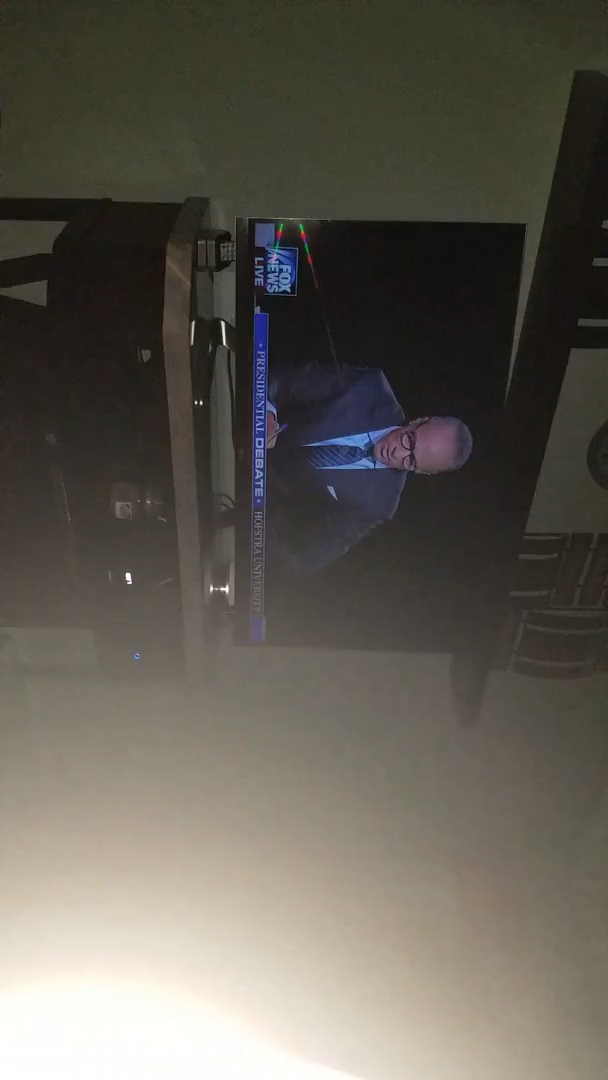 FOX
NEWS
LIVE
• PRESIDENTIAL DEBATE • HOFSTRA UNIVERSITY